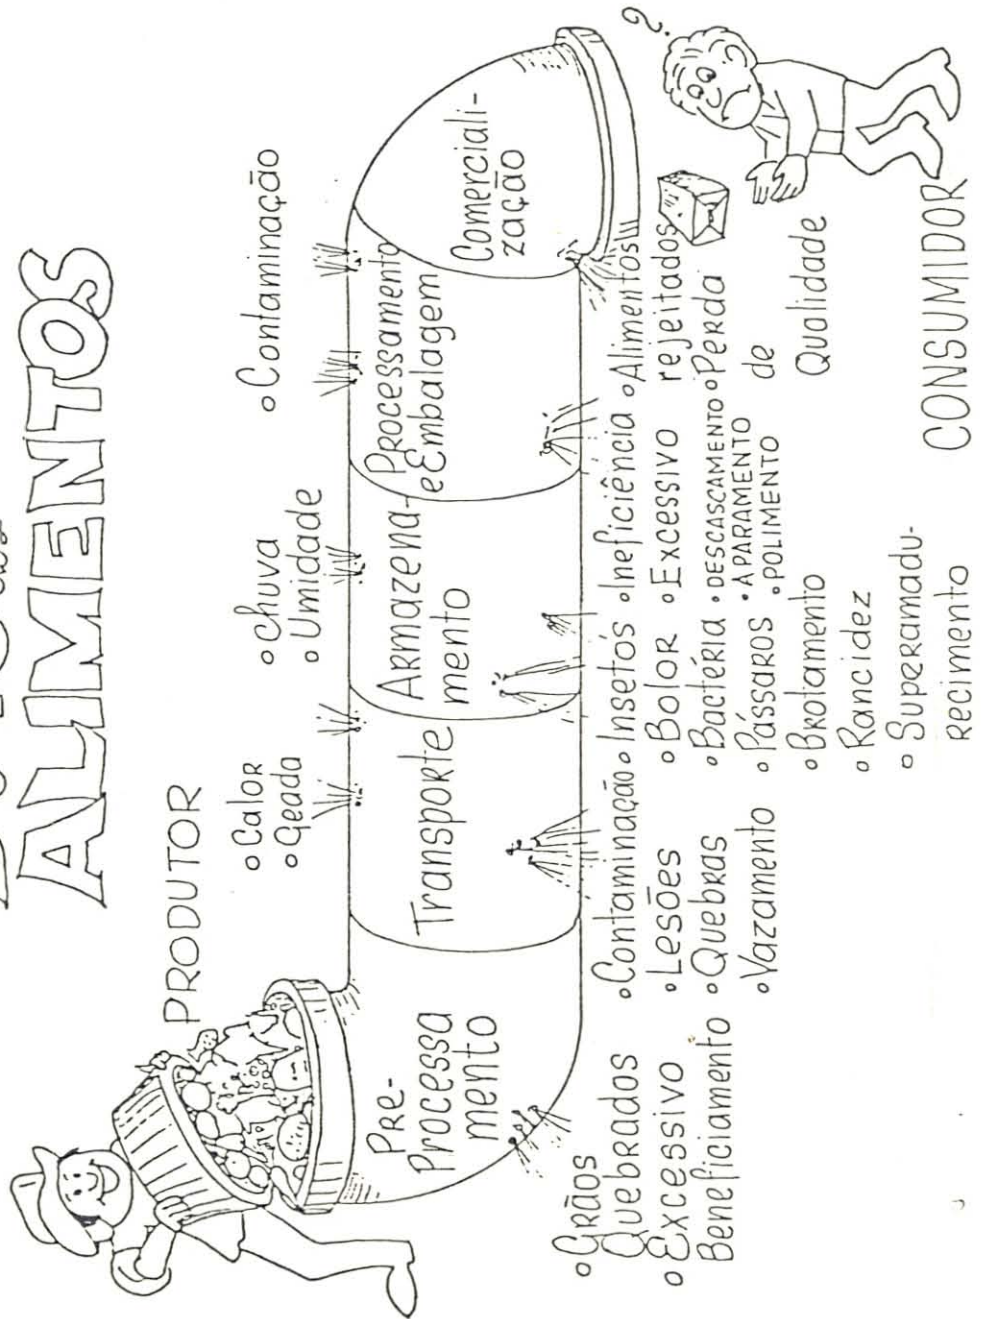 ALIMENTOS
PRODUTOR
o Calor
o Geada
o Chuva
o Umidade
o Contaminação
PRé-
Processa
mento
Transporte
Armazena-
mento
Processamento
e Embalagem
Comerciali-
zação
?
o Grãos
Quebrados
o Excessivo
Beneficiamento
o Contaminação
o Lesões
o Quebras
o Vazamento
o Insetos
o Bolor
o Bactéria
o Pássaros
o Brotamento
o Rancidez
o Superamadu-
recimento
o Ineficiência
o Excessivo
• DESCASCAMENTO
• APARAMENTO
• POLIMENTO
o Alimentos
rejeitados
o Perda
de
Qualidade
CONSUMIDOR